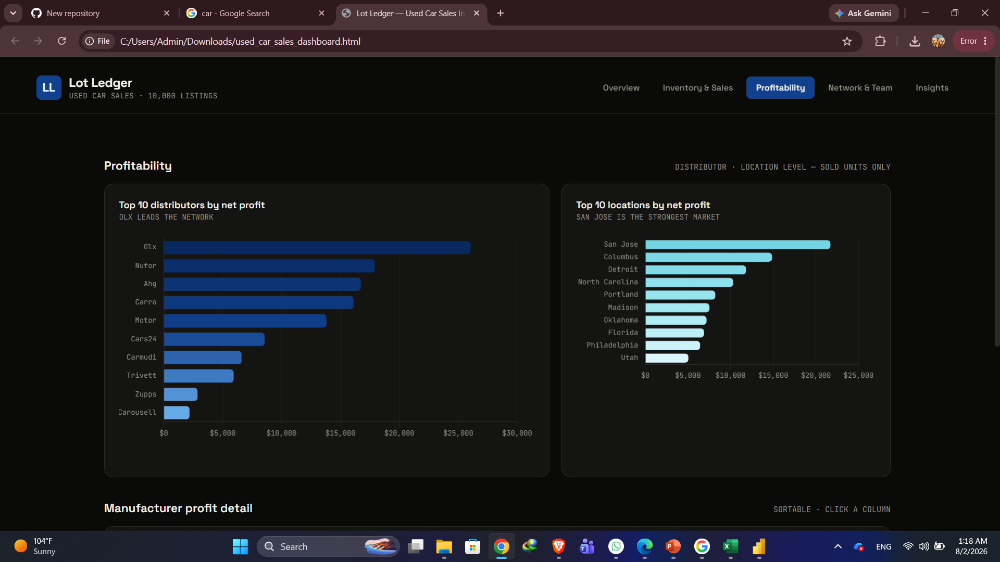 New repository
car - Google Search
Lot Ledger — Used Car Sales In
Ask Gemini
File
C:/Users/Admin/Downloads/used_car_sales_dashboard.html
Error
LL
Lot Ledger
USED CAR SALES · 10,000 LISTINGS
Overview
Inventory & Sales
Profitability
Network & Team
Insights
Profitability
DISTRIBUTOR · LOCATION LEVEL — SOLD UNITS ONLY
Top 10 distributors by net profit
OLX LEADS THE NETWORK
Olx
Nufor
Ahg
Carro
Motor
Cars24
Carmudi
Trivett
Zupps
Carousell
$0 $5,000 $10,000 $15,000 $20,000 $25,000 $30,000
Top 10 locations by net profit
SAN JOSE IS THE STRONGEST MARKET
San Jose
Columbus
Detroit
North Carolina
Portland
Madison
Oklahoma
Florida
Philadelphia
Utah
$0 $5,000 $10,000 $15,000 $20,000 $25,000
Manufacturer profit detail
SORTABLE · CLICK A COLUMN
104°F
Sunny
Search
ENG
1:18 AM
8/2/2026